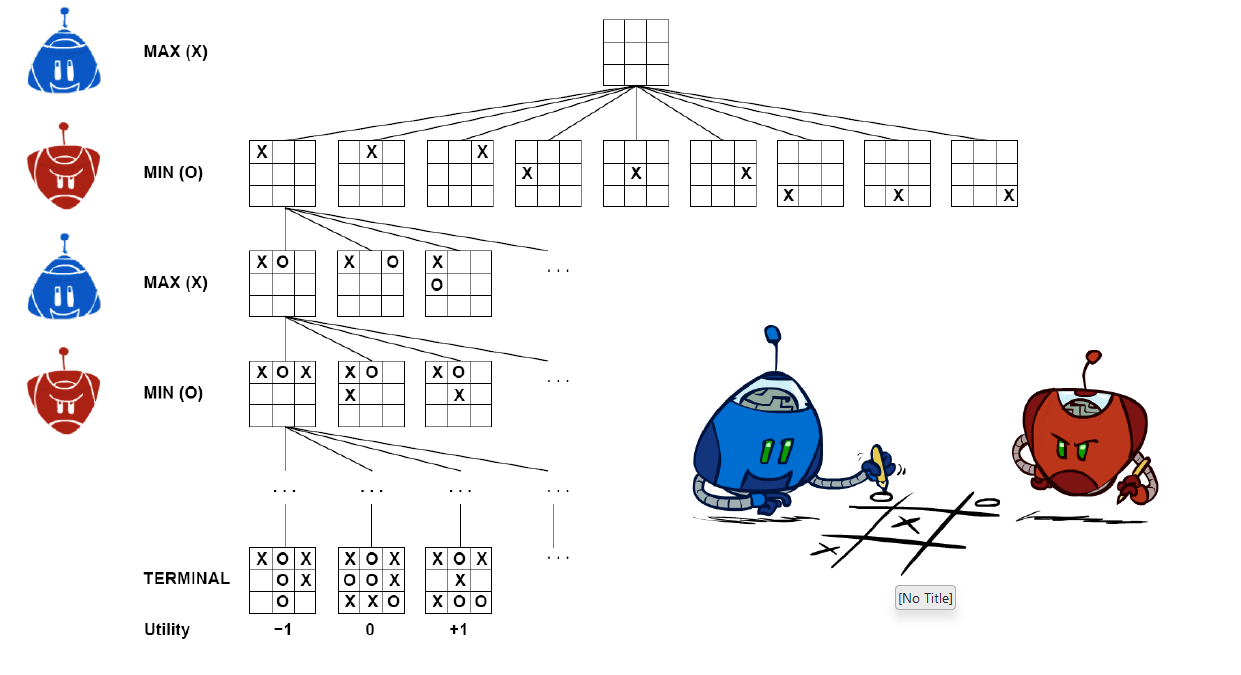 MAX (X)
MIN (O)
X X X X X X X X X
MAX (X)
X O X O X
O
...
MIN (O)
X O X X O X O
X X
...
... ... ... ...
TERMINAL
X O X X O X X O X
O X O O X X
O X X O X O O
...
Utility −1 0 +1
X O
X
O
[No Title]